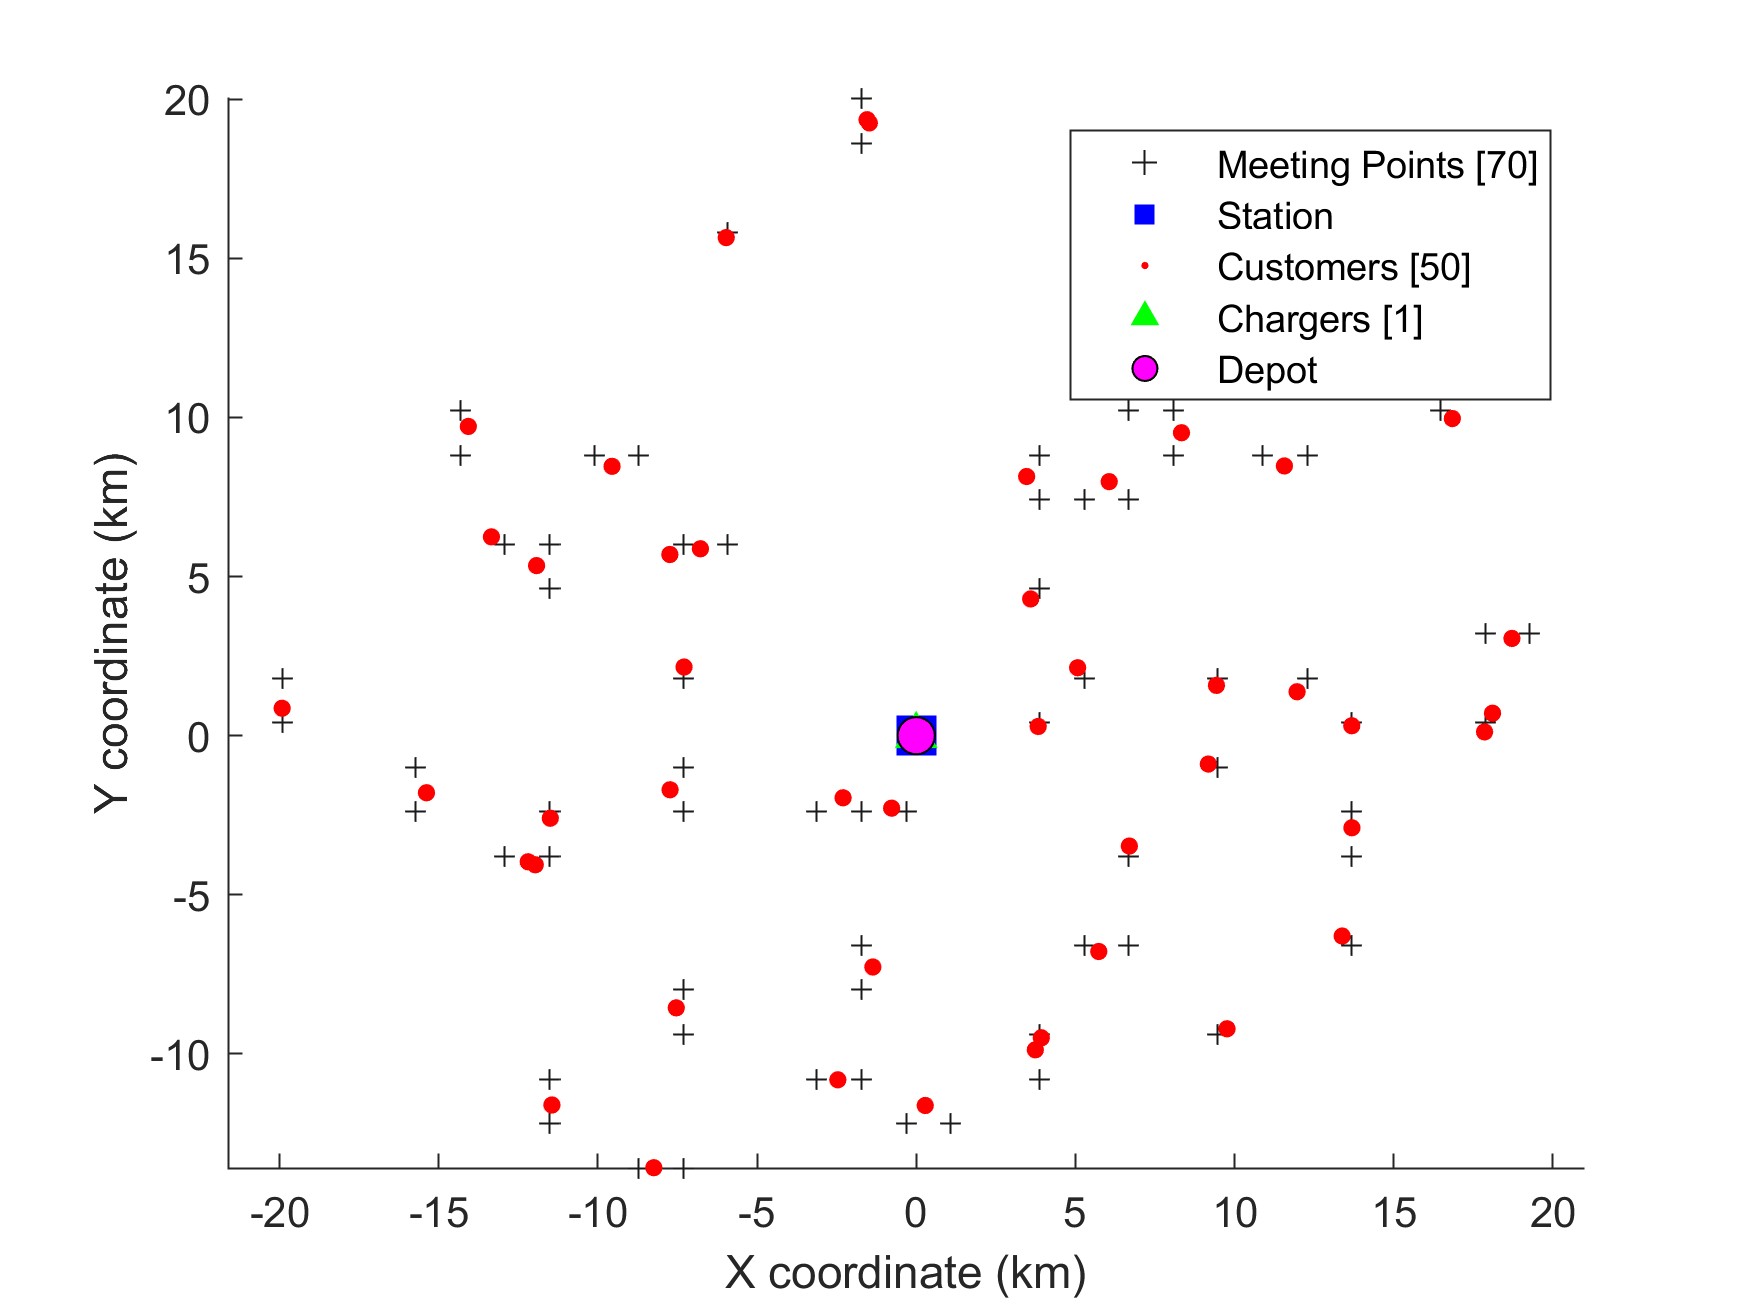 20
15
10
5
0
-5
-10
Y coordinate (km)
Meeting Points [70]
Station
Customers [50]
Chargers [1]
Depot
-20 -15 -10 -5 0 5 10 15 20
X coordinate (km)